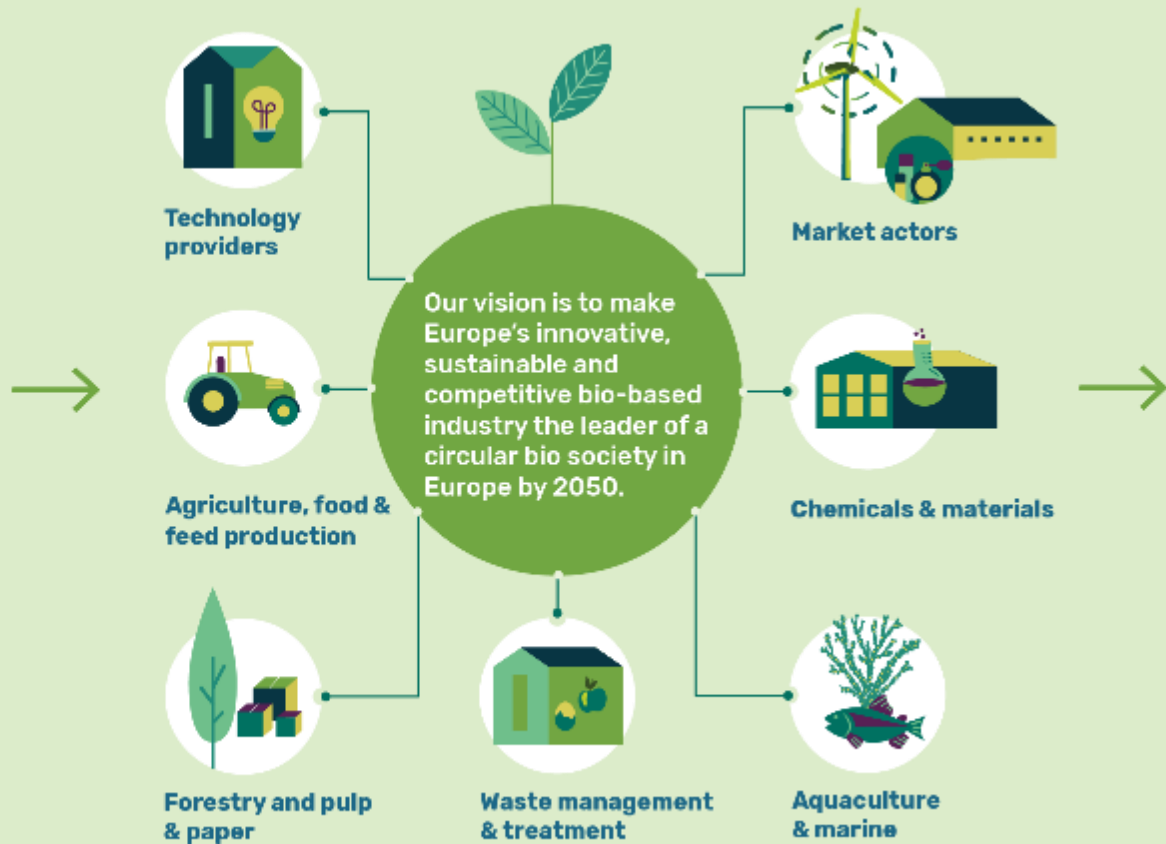 Technology
providers
Market actors
Our vision is to make
Europe's innovative,
sustainable and
competitive bio-based
industry the leader of a
circular bio society in
Europe by 2050.
Agriculture, food &
feed production
Chemicals & materials
Forestry and pulp
& paper
Waste management
& treatment
Aquaculture
& marine